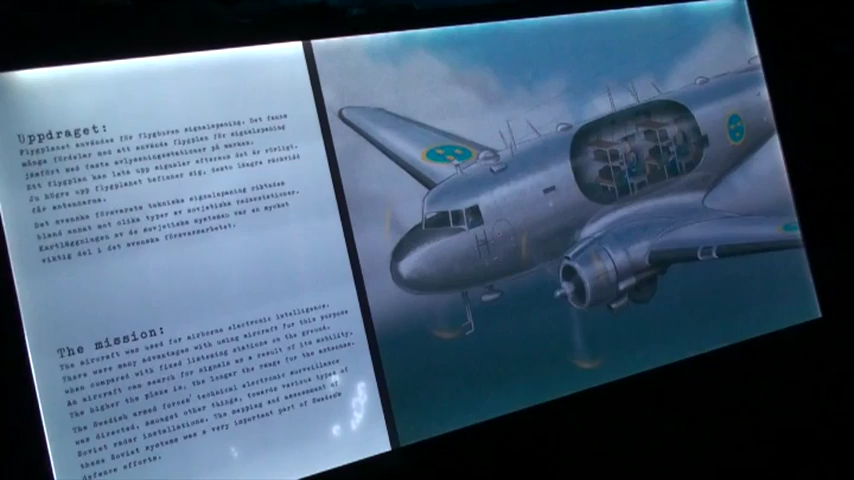 Uppdraget:
Flygplanet användes för flygburen signalspaning. Det fanns
många fördelar med att använda flygplan för signalspaning
jämfört med fasta avlyssningsstationer på marken.
Ett flygplan kan leta upp signaler eftersom det är rörligt.
Ju högre upp flygplanet befinner sig, desto längre räckvidd
får antennerna.
Det svenska försvarets tekniska signalspaning riktades
bland annat mot olika typer av sovjetiska radarstationer.
Kartläggningen av de sovjetiska systemen var en mycket
viktig del i det svenska försvarsarbetet.
The mission:
The aircraft was used for airborne electronic intelligence.
There were many advantages with using aircraft for this purpose
when compared with fixed listening stations on the ground.
An aircraft can search for signals as a result of its mobility.
The higher the plane is, the longer the range for the antennas.
The Swedish armed forces' technical electronic surveillance
was directed, amongst other things, towards various types of
Soviet radar installations. The mapping and assessment of
these Soviet systems was a very important part of Sweden's
defence efforts.